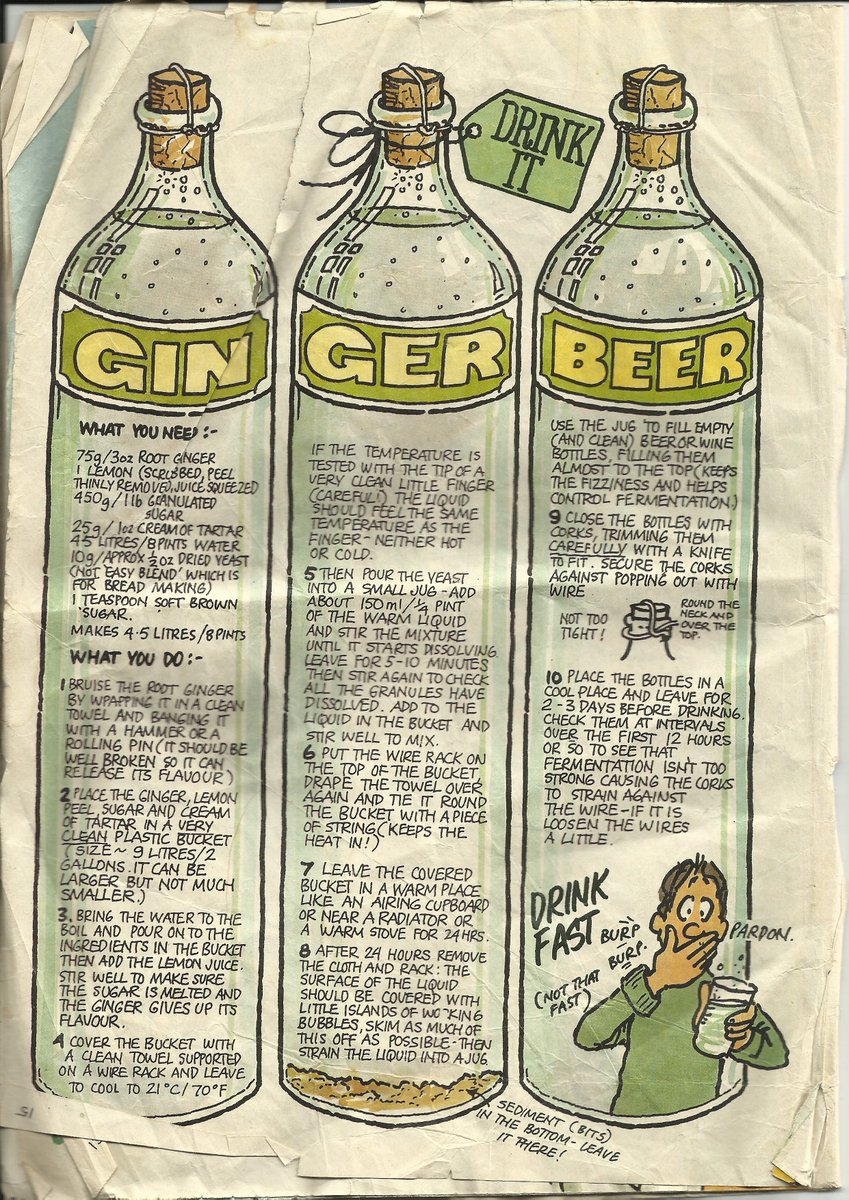 DRINK
IT
GIN
GER
BEER
WHAT YOU NEED:-
75g/3oz ROOT GINGER
1 LEMON (SCRUBBED, PEEL
THINLY REMOVED, JUICE SQUEEZED
450g/1lb GRANULATED
SUGAR
25g/1oz CREAM OF TARTAR
4·5 LITRES/8 PINTS WATER
10g/APPROX ½oz DRIED YEAST
(NOT 'EASY BLEND' WHICH IS
FOR BREAD MAKING)
1 TEASPOON SOFT BROWN
SUGAR.
MAKES 4·5 LITRES/8 PINTS
WHAT YOU DO:-
1 BRUISE THE ROOT GINGER
BY WPAPPING IT IN A CLEAN
TOWEL AND BANGING IT
WITH A HAMMER OR A
ROLLING PIN (IT SHOULD BE
WELL BROKEN SO IT CAN
RELEASE ITS FLAVOUR)
2 PLACE THE GINGER, LEMON
PEEL, SUGAR AND CREAM
OF TARTAR IN A VERY
CLEAN PLASTIC BUCKET
(SIZE ~ 9 LITRES/2
GALLONS. IT CAN BE
LARGER BUT NOT MUCH
SMALLER.)
3. BRING THE WATER TO THE
BOIL AND POUR ON TO THE
INGREDIENTS IN THE BUCKET
THEN ADD THE LEMON JUICE.
STIR WELL TO MAKE SURE
THE SUGAR IS MELTED AND
THE GINGER GIVES UP ITS
FLAVOUR.
4 COVER THE BUCKET WITH
A CLEAN TOWEL SUPPORTED
ON A WIRE RACK AND LEAVE
TO COOL TO 21°C/70°F
15
IF THE TEMPERATURE IS
TESTED WITH THE TIP OF A
VERY CLEAN LITTLE FINGER
(CAREFUL!) THE LIQUID
SHOULD FEEL THE SAME
TEMPERATURE AS THE
FINGER - NEITHER HOT
OR COLD.
5 THEN POUR THE YEAST
INTO A SMALL JUG - ADD
ABOUT 150ml/¼ PINT
OF THE WARM LIQUID
AND STIR THE MIXTURE
UNTIL IT STARTS DISSOLVING.
LEAVE FOR 5-10 MINUTES
THEN STIR AGAIN TO CHECK
ALL THE GRANULES HAVE
DISSOLVED. ADD TO THE
LIQUID IN THE BUCKET AND
STIR WELL TO MIX.
6 PUT THE WIRE RACK ON
THE TOP OF THE BUCKET,
DRAPE THE TOWEL OVER
AGAIN AND TIE IT ROUND
THE BUCKET WITH A PIECE
OF STRING (KEEPS THE
HEAT IN!)
7 LEAVE THE COVERED
BUCKET IN A WARM PLACE
LIKE AN AIRING CUPBOARD
OR NEAR A RADIATOR OR
A WARM STOVE FOR 24 HRS.
8 AFTER 24 HOURS REMOVE
THE CLOTH AND RACK: THE
SURFACE OF THE LIQUID
SHOULD BE COVERED WITH
LITTLE ISLANDS OF WORKING
BUBBLES, SKIM AS MUCH OF
THIS OFF AS POSSIBLE - THEN
STRAIN THE LIQUID INTO A JUG
SEDIMENT (BITS)
IN THE BOTTOM - LEAVE
IT THERE!
USE THE JUG TO FILL EMPTY
(AND CLEAN) BEER OR WINE
BOTTLES, FILLING THEM
ALMOST TO THE TOP (KEEPS
THE FIZZINESS AND HELPS
CONTROL FERMENTATION.)
9 CLOSE THE BOTTLES WITH
CORKS, TRIMMING THEM
CAREFULLY WITH A KNIFE
TO FIT. SECURE THE CORKS
AGAINST POPPING OUT WITH
WIRE
NOT TOO
TIGHT!
ROUND THE
NECK AND
OVER THE
TOP.
10 PLACE THE BOTTLES IN A
COOL PLACE AND LEAVE FOR
2-3 DAYS BEFORE DRINKING.
CHECK THEM AT INTERVALS
OVER THE FIRST 12 HOURS
OR SO TO SEE THAT
FERMENTATION ISN'T TOO
STRONG CAUSING THE CORKS
TO STRAIN AGAINST
THE WIRE - IF IT IS
LOOSEN THE WIRES
A LITTLE.
DRINK
FAST
(NOT THAT
FAST)
BURP
BURP.
PARDON.